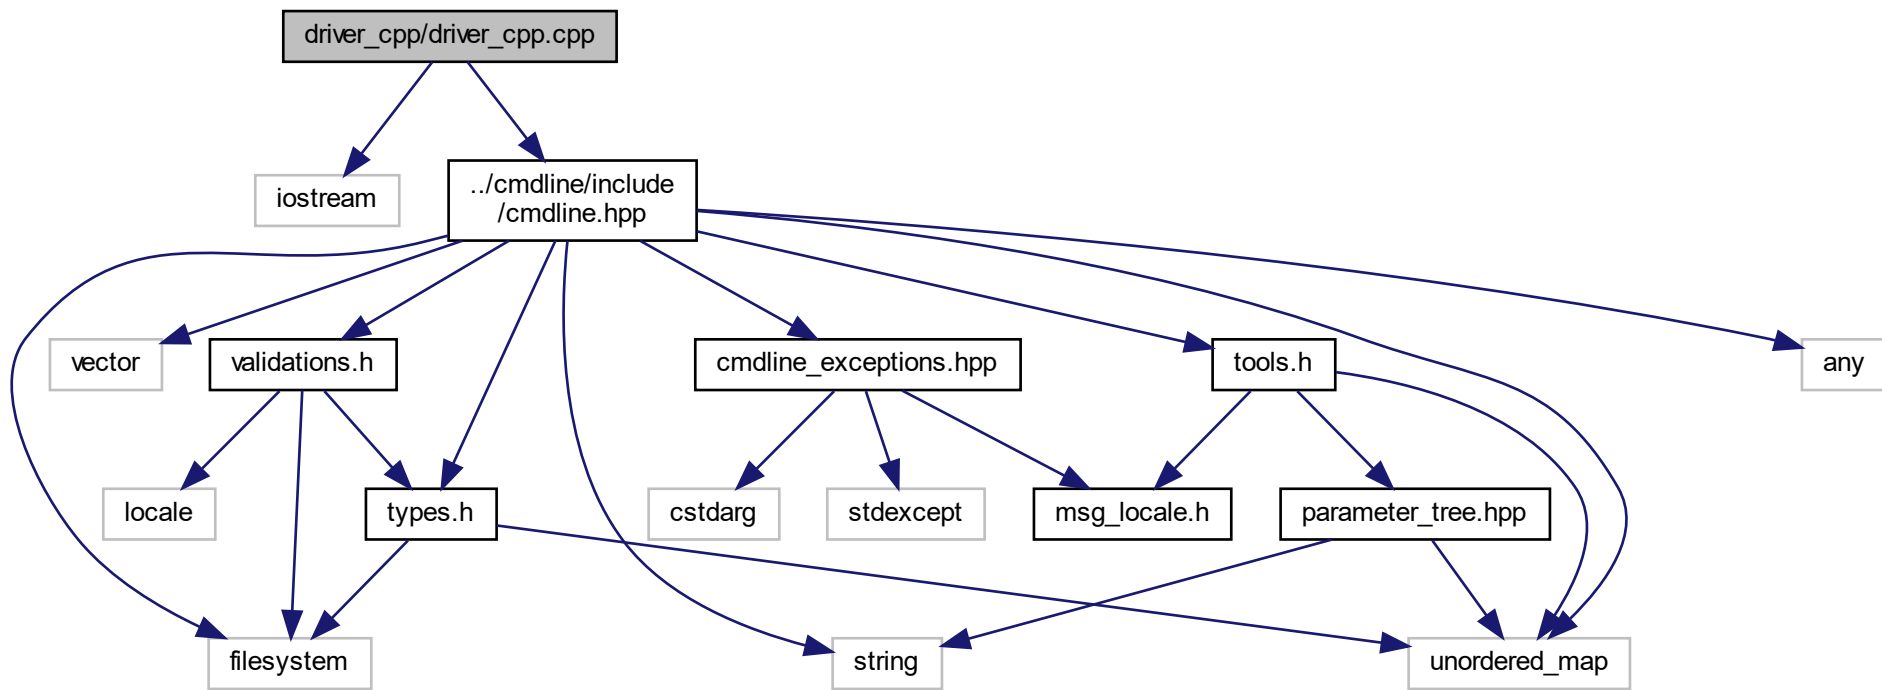 driver_cpp/driver_cpp.cpp
iostream
../cmdline/include
/cmdline.hpp
vector
validations.h
cmdline_exceptions.hpp
tools.h
any
locale
types.h
cstdarg
stdexcept
msg_locale.h
parameter_tree.hpp
filesystem
string
unordered_map